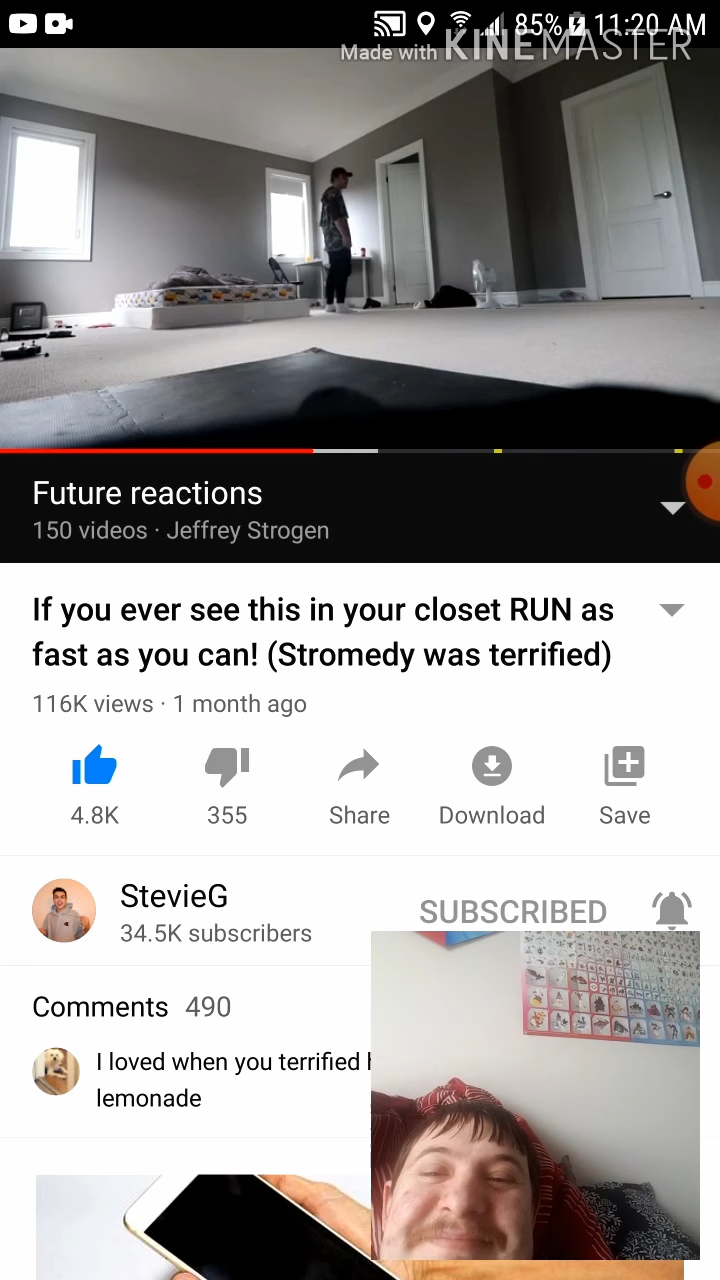 85% 11:20 AM
Made with KINEMASTER
Future reactions
150 videos · Jeffrey Strogen
If you ever see this in your closet RUN as
fast as you can! (Stromedy was terrified)
116K views · 1 month ago
4.8K 355 Share Download Save
StevieG
34.5K subscribers
SUBSCRIBED
Comments 490
I loved when you terrified
lemonade